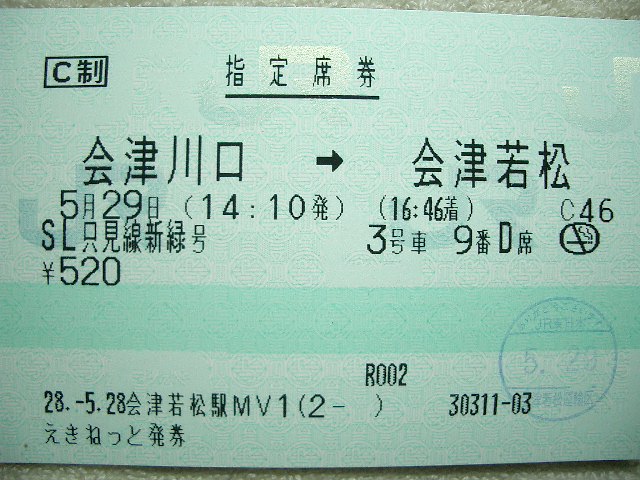 C制
指定席券
会津川口 → 会津若松
5月29日 (14:10発) (16:46着) C46
SL只見線新緑号 3号車 9番D席
¥520
R002
28.-5.28会津若松駅MV1(2- ) 30311-03
えきねっと発券
5.29